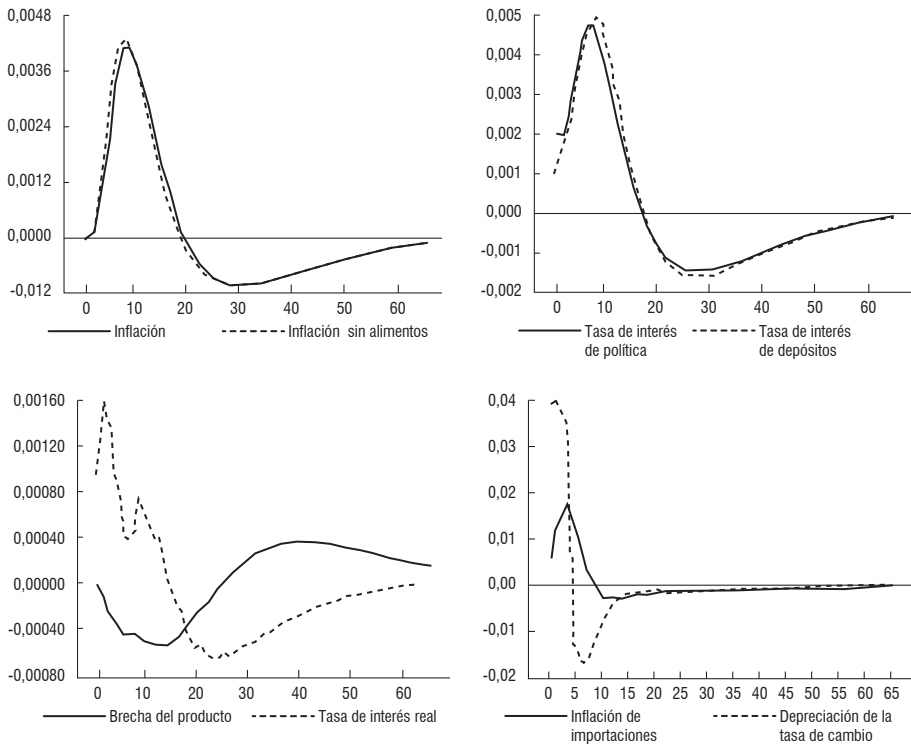 0,0048
0,0036
0,0024
0,0012
0,0000
-0,012
0 10 20 30 40 50 60
Inflación
Inflación sin alimentos
0,005
0,004
0,003
0,002
0,001
0,000
-0,001
-0,002
0 10 20 30 40 50 60
Tasa de interés
de política
Tasa de interés
de depósitos
0,00160
0,00120
0,00080
0,00040
0,00000
-0,00040
-0,00080
0 10 20 30 40 50 60
Brecha del producto
Tasa de interés real
0,04
0,03
0,02
0,01
0,00
-0,01
-0,02
0 5 10 15 20 25 30 35 40 45 50 55 60 65
Inflación de
importaciones
Depreciación de la
tasa de cambio